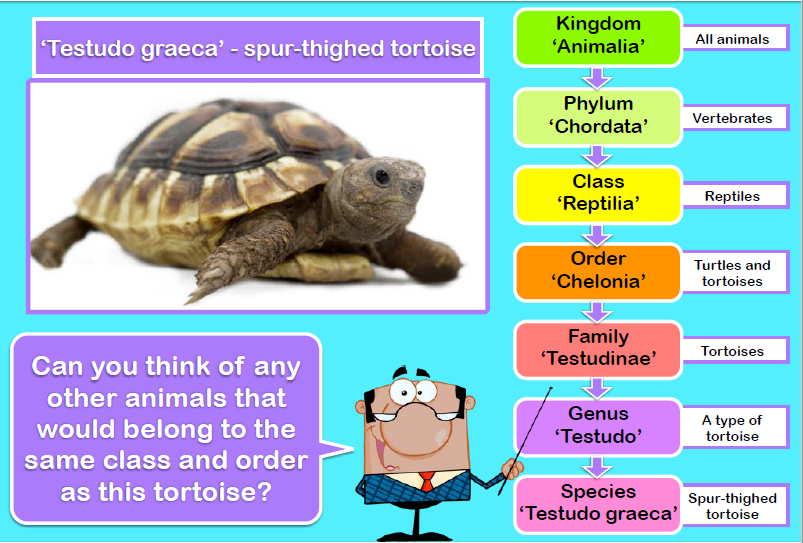 ‘Testudo graeca’ - spur-thighed tortoise
Can you think of any
other animals that
would belong to the
same class and order
as this tortoise?
Kingdom
‘Animalia’
All animals
Phylum
‘Chordata’
Vertebrates
Class
‘Reptilia’
Reptiles
Order
‘Chelonia’
Turtles and
tortoises
Family
‘Testudinae’
Tortoises
Genus
‘Testudo’
A type of
tortoise
Species
‘Testudo graeca’
Spur-thighed
tortoise